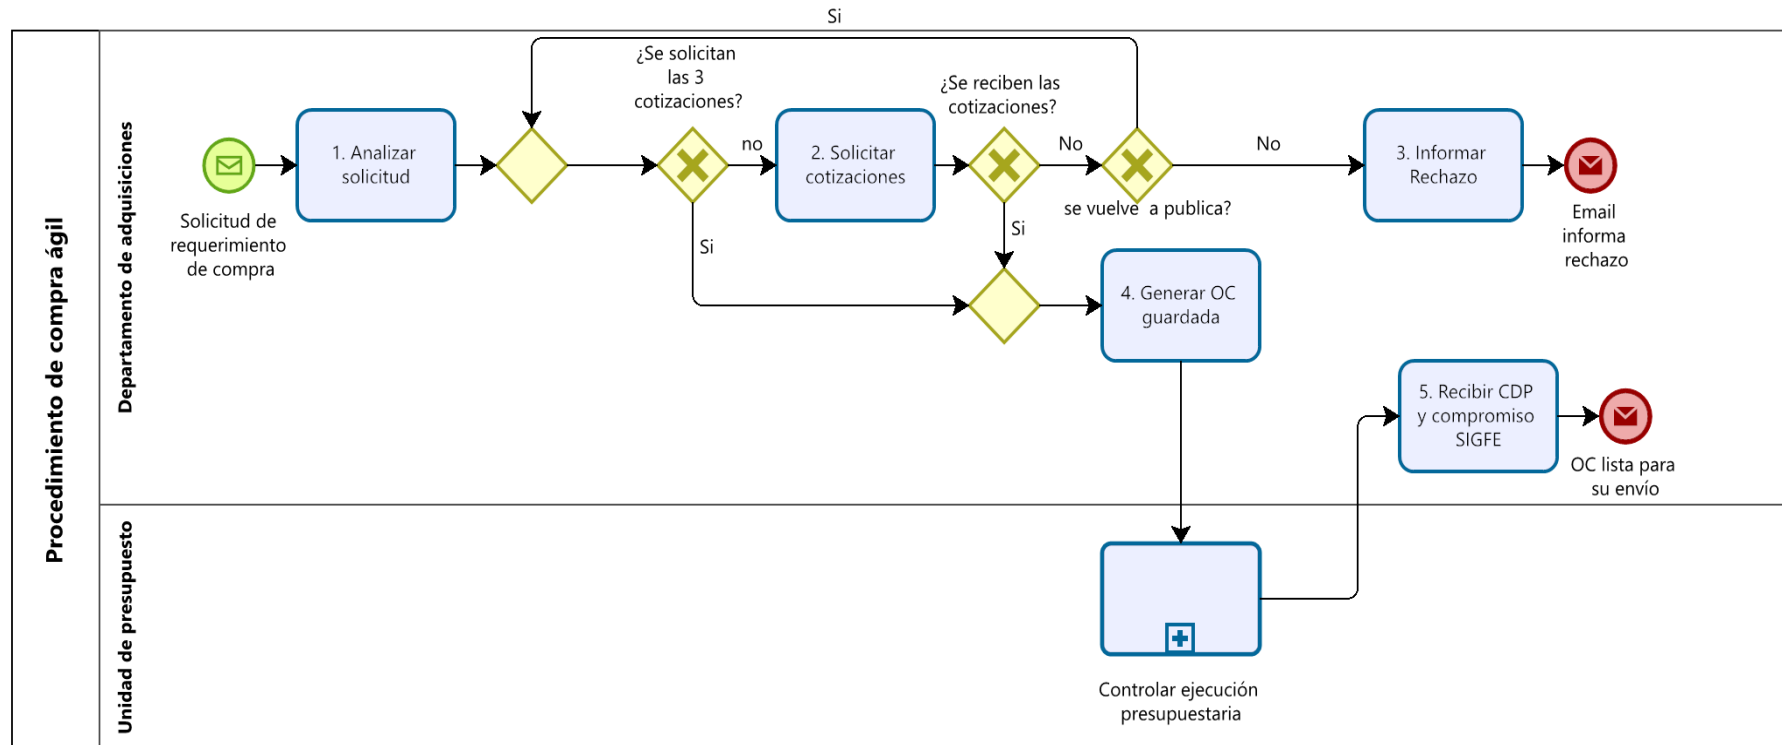 Si
Procedimiento de compra ágil
Departamento de adquisiciones
Solicitud de
requerimiento
de compra
1. Analizar
solicitud
¿Se solicitan
las 3
cotizaciones?
no
Si
2. Solicitar
cotizaciones
¿Se reciben las
cotizaciones?
No
Si
se vuelve  a publica?
No
3. Informar
Rechazo
Email
informa
rechazo
4. Generar OC
guardada
5. Recibir CDP
y compromiso
SIGFE
OC lista para
su envío
Unidad de presupuesto
Controlar ejecución
presupuestaria